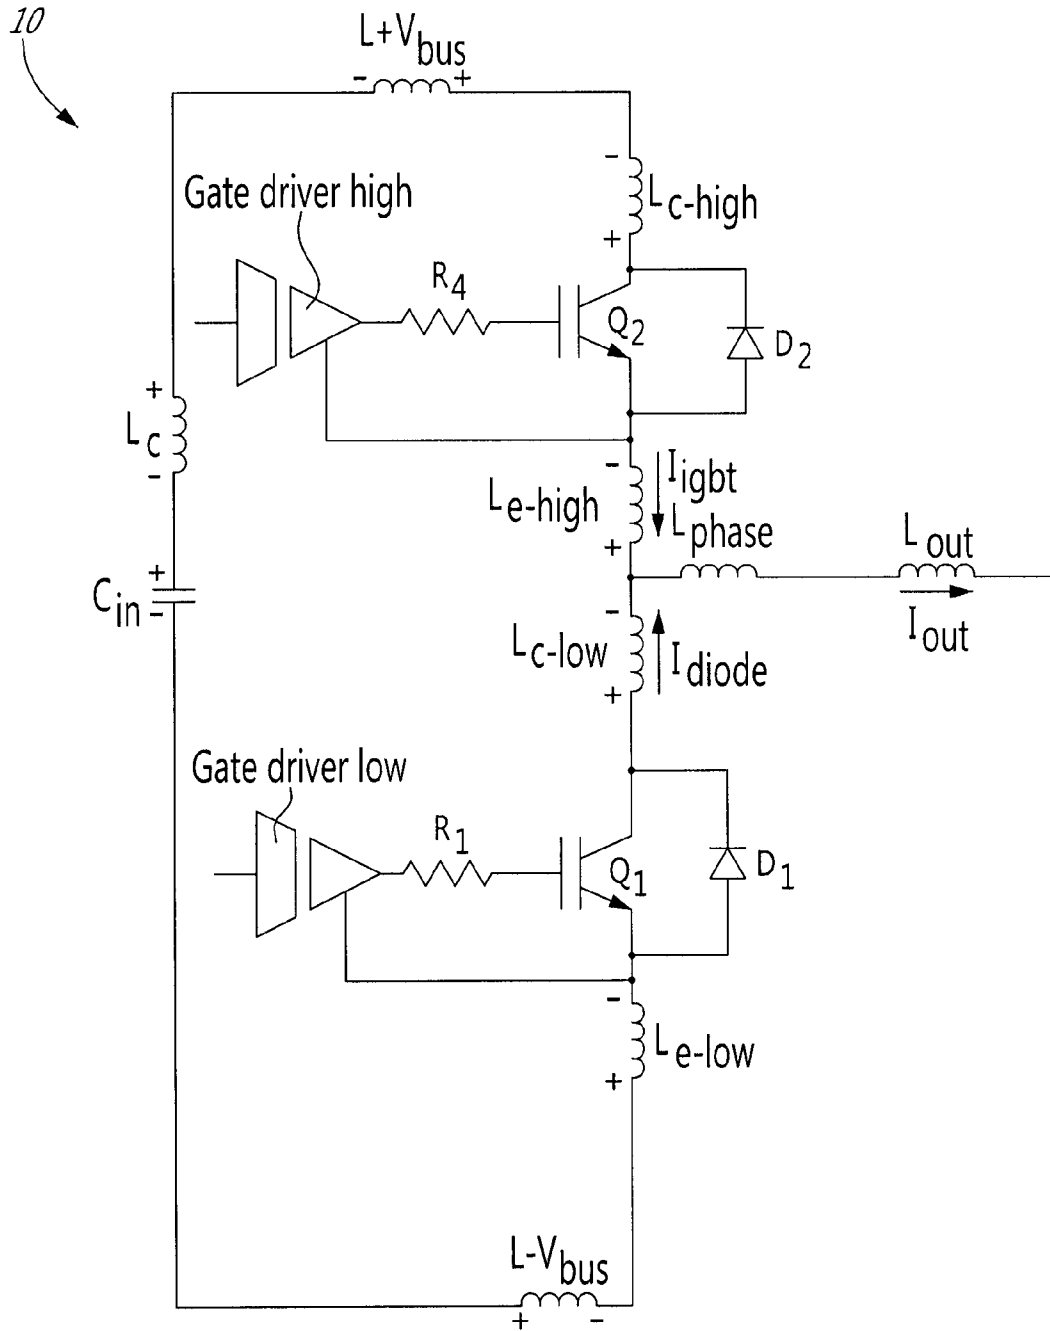 10
L+Vbus
- +
-
Lc-high
+
Gate driver high
R4
Q2
D2
+
Lc
-
-
Iigbt
Le-high
Lphase
+
Lout
+
Cin
-
Iout
-
Lc-low
Idiode
+
Gate driver low
R1
Q1
D1
-
Le-low
+
L-Vbus
+ -